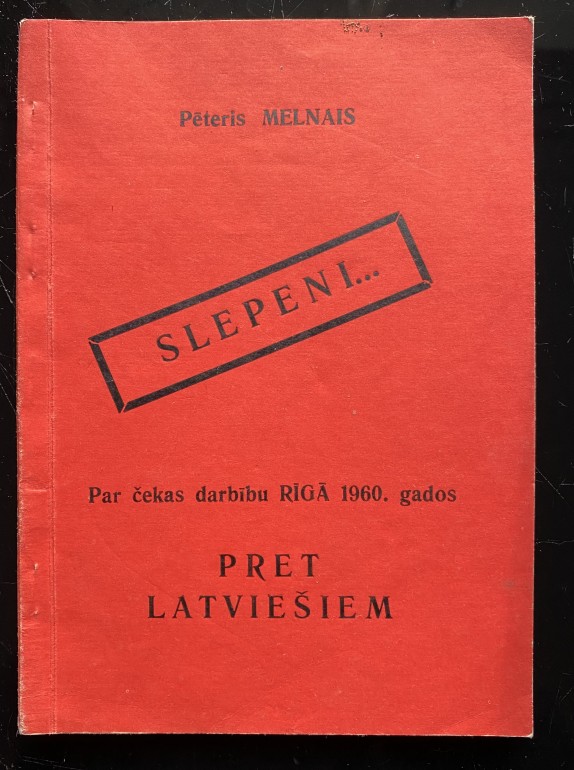 Pēteris MELNAIS
SLEPENI...
Par čekas darbību RĪGĀ 1960. gados
PRET
LATVIEŠIEM